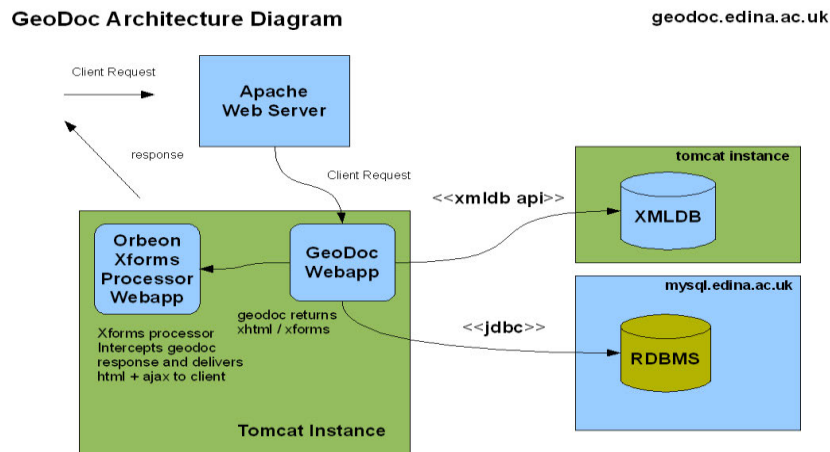 GeoDoc Architecture Diagram
geodoc.edina.ac.uk
Client Request
Apache
Web Server
response
Client Request
tomcat instance
<<xmldb api>>
XMLDB
Orbeon
Xforms
Processor
Webapp
GeoDoc
Webapp
mysql.edina.ac.uk
geodoc returns
xhtml / xforms
<<jdbc>>
Xforms processor
Intercepts geodoc
response and delivers
html + ajax to client
RDBMS
Tomcat Instance